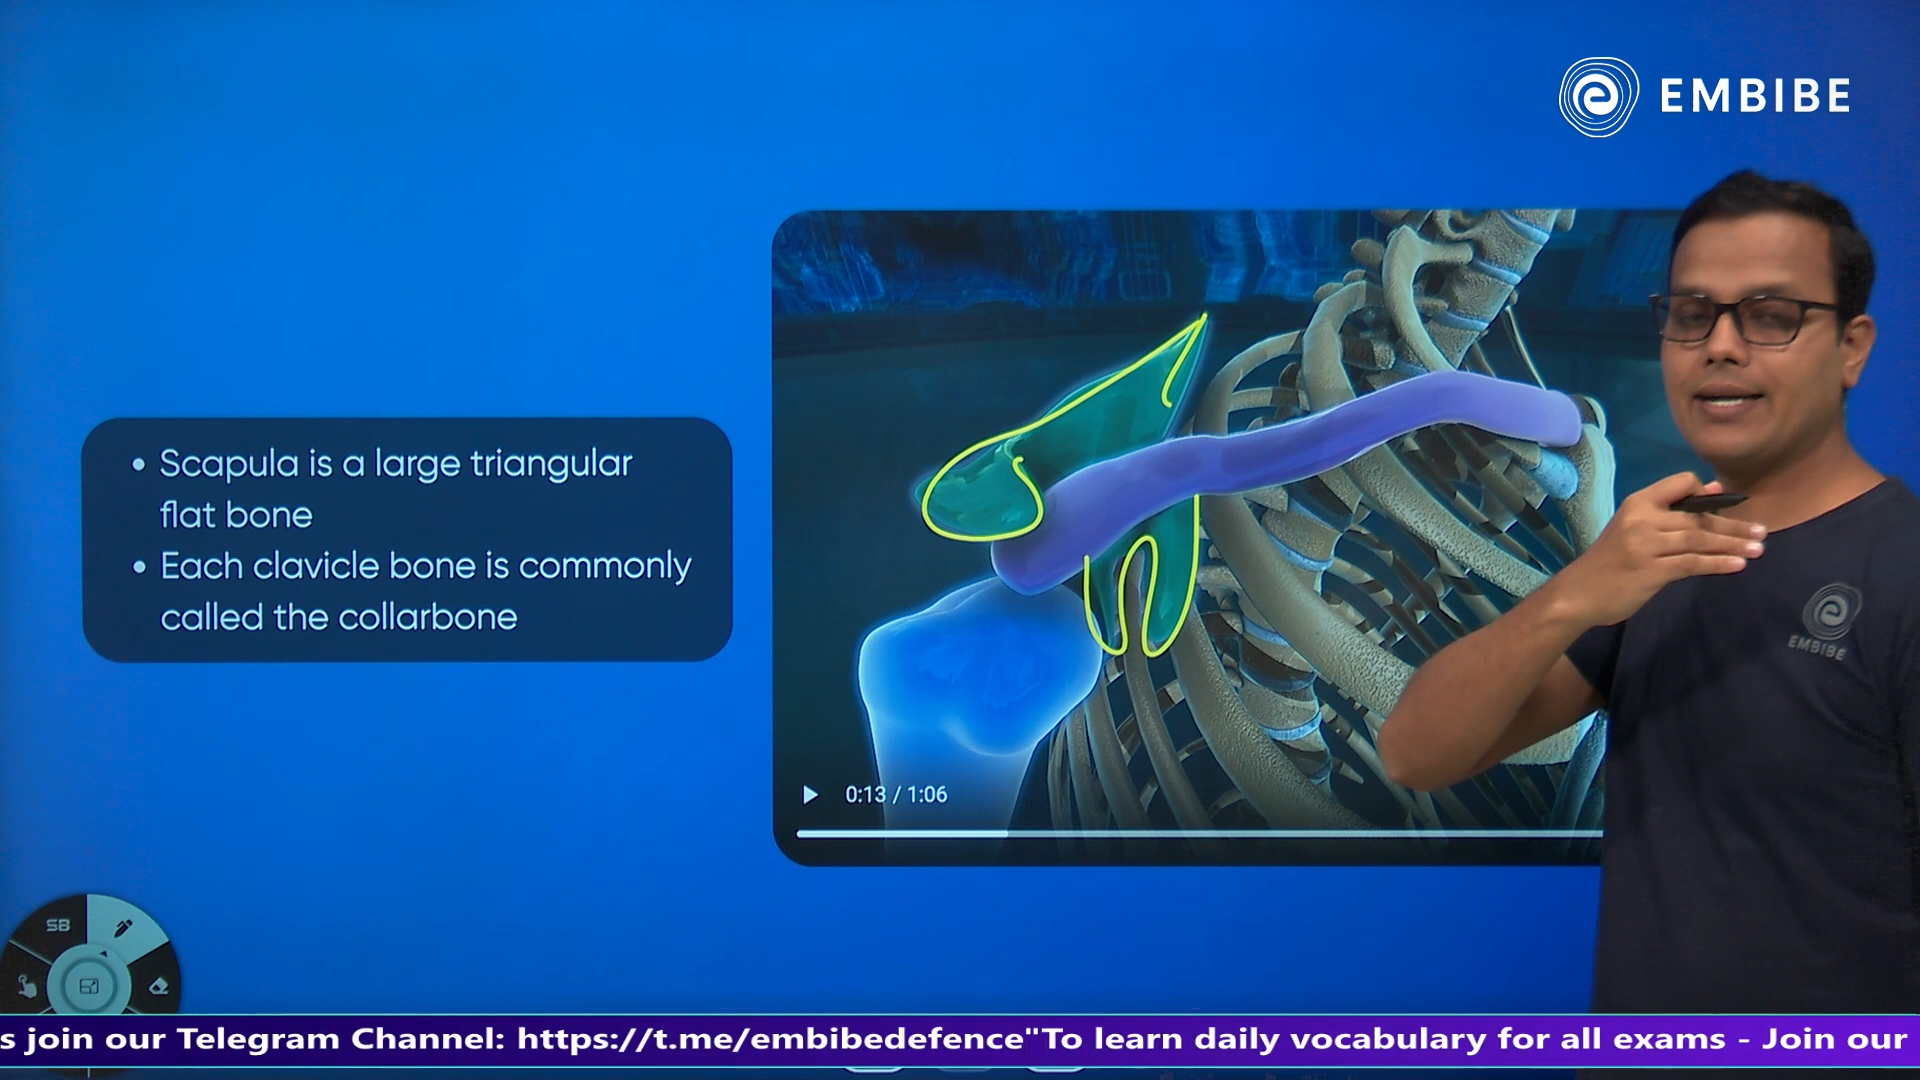 EMBIBE
• Scapula is a large triangular
flat bone
• Each clavicle bone is commonly
called the collarbone
EMBIBE
0:13 / 1:06
SB
s join our Telegram Channel: https://t.me/embibedefence"To learn daily vocabulary for all exams - Join our